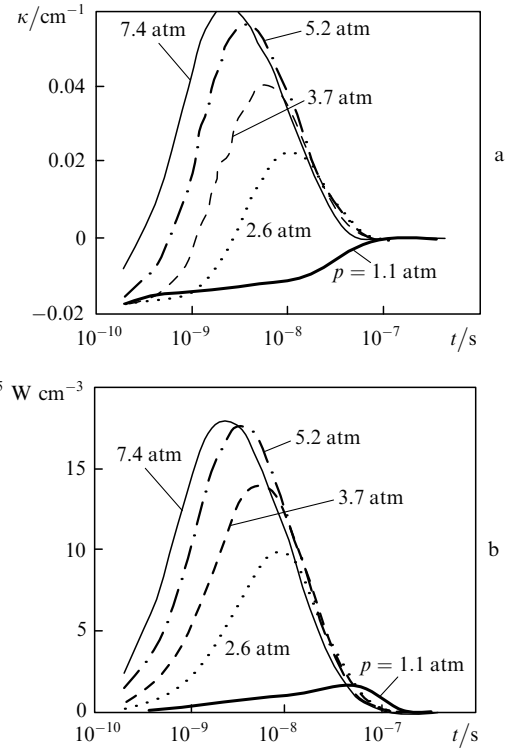 κ/cm⁻¹
7.4 atm
5.2 atm
0.04
3.7 atm
0.02
a
2.6 atm
0
p = 1.1 atm
−0.02
10⁻¹⁰ 10⁻⁹ 10⁻⁸ 10⁻⁷ t/s
⁵ W cm⁻³
5.2 atm
7.4 atm
15
3.7 atm
10
b
2.6 atm
5
p = 1.1 atm
0
10⁻¹⁰ 10⁻⁹ 10⁻⁸ 10⁻⁷ t/s